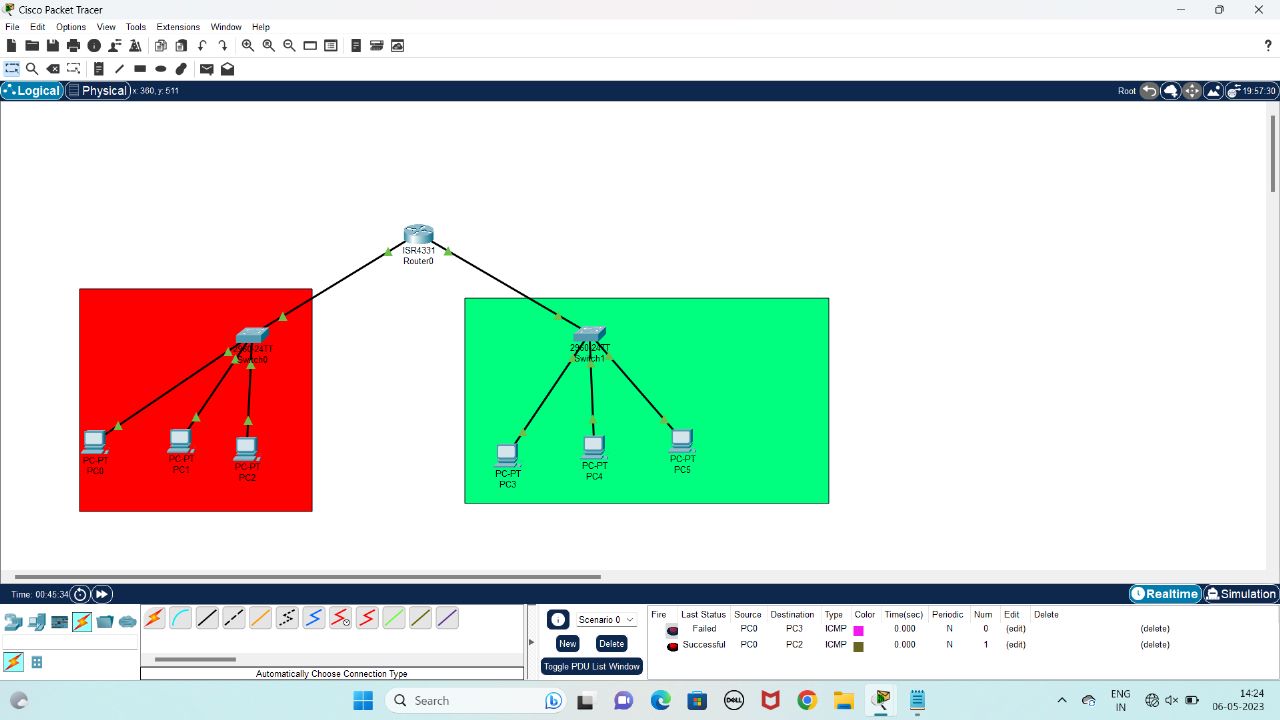 Cisco Packet Tracer
File Edit Options View Tools Extensions Window Help
Logical Physical x: 360, y: 511 Root 19:57:30
ISR4331
Router0
2960-24TT
Switch0
2960-24TT
Switch1
PC-PT
PC0
PC-PT
PC1
PC-PT
PC2
PC-PT
PC3
PC-PT
PC4
PC-PT
PC5
Time: 00:45:34 Realtime Simulation
Scenario 0
New Delete
Toggle PDU List Window
Fire Last Status Source Destination Type Color Time(sec) Periodic Num Edit Delete
Failed PC0 PC3 ICMP 0.000 N 0 (edit) (delete)
Successful PC0 PC2 ICMP 0.000 N 1 (edit) (delete)
Automatically Choose Connection Type
Search
DELL
ENG
IN
14:24
06-05-2023